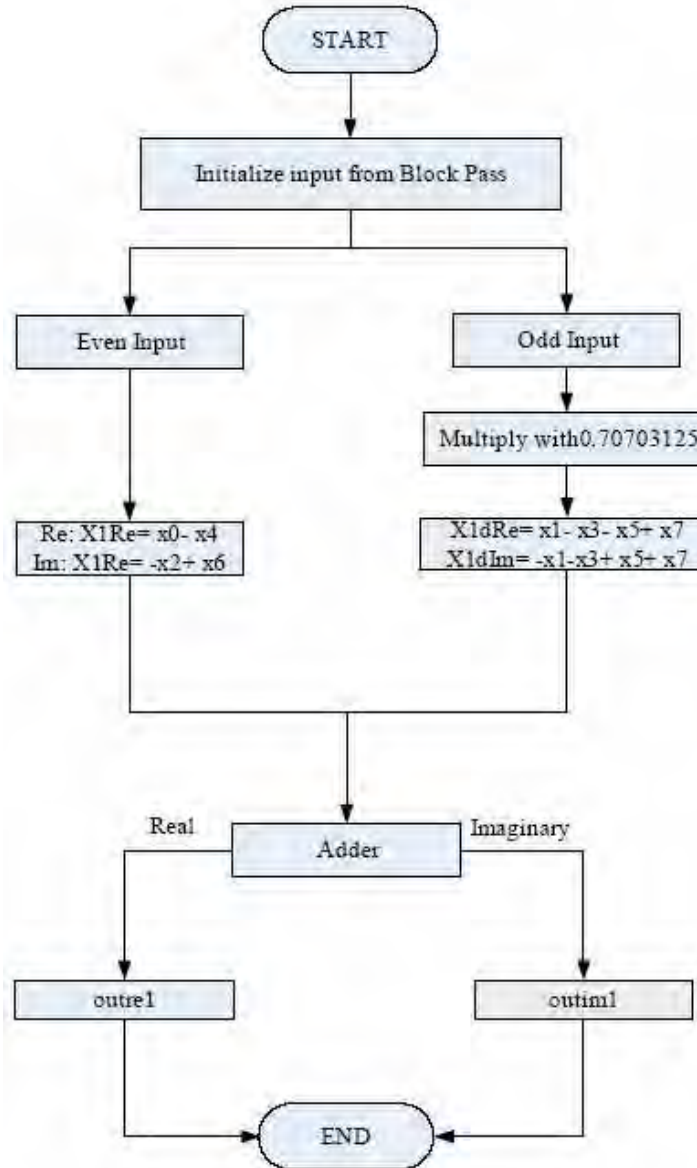 START
Initialize input from Block Pass
Even Input
Odd Input
Multiply with0.70703125
Re: X1Re= x0- x4
Im: X1Re= -x2+ x6
X1dRe= x1- x3- x5+ x7
X1dIm= -x1-x3+ x5+ x7
Real
Imaginary
Adder
outre1
outim1
END